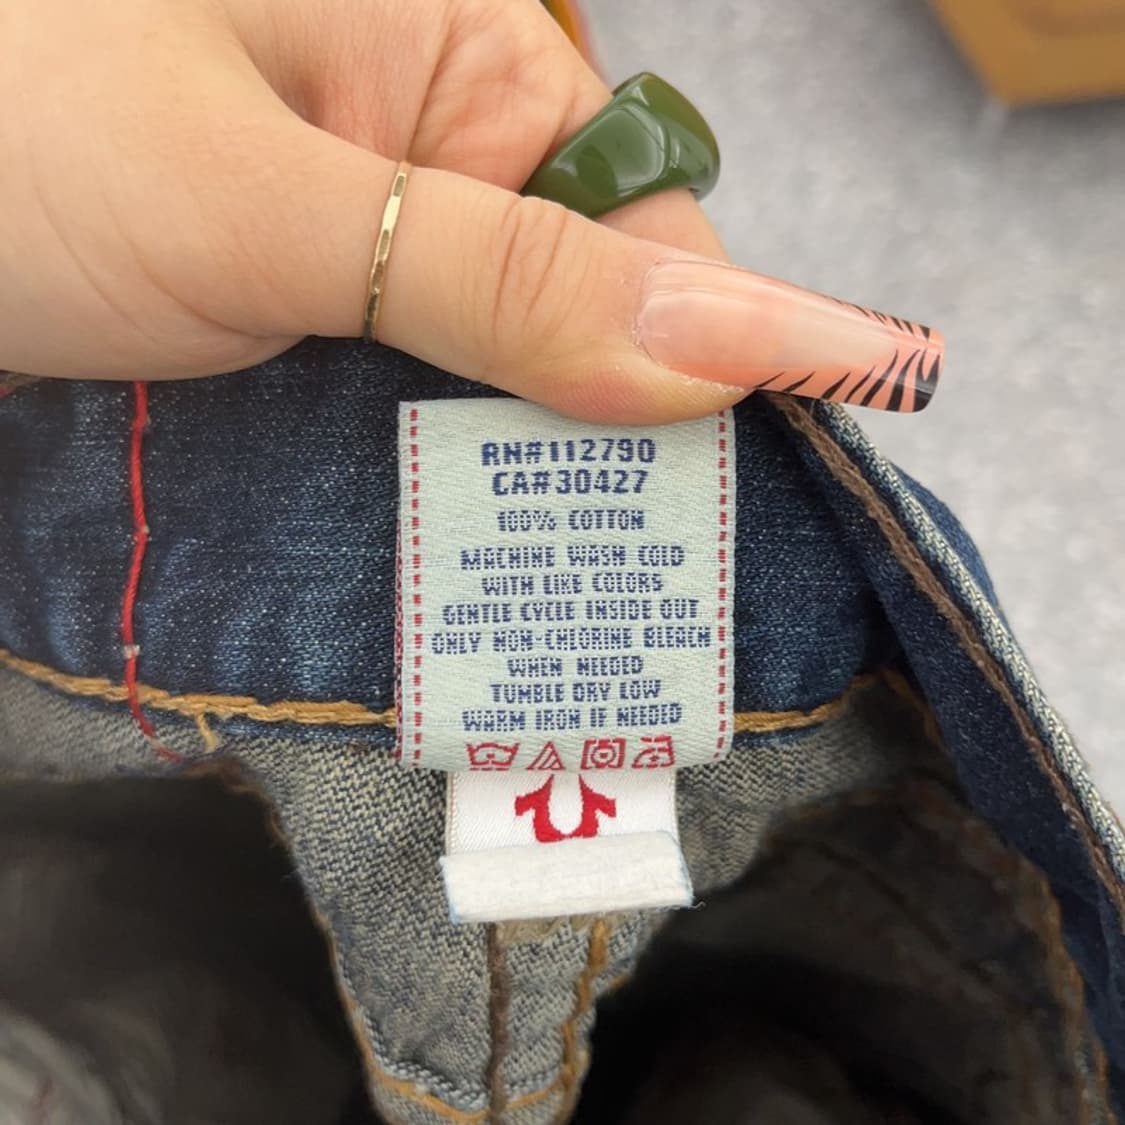 RN#112790
CA#30427
100% COTTON
MACHINE WASH COLD
WITH LIKE COLORS
GENTLE CYCLE INSIDE OUT
ONLY NON-CHLORINE BLEACH
WHEN NEEDED
TUMBLE DRY LOW
WARM IRON IF NEEDED